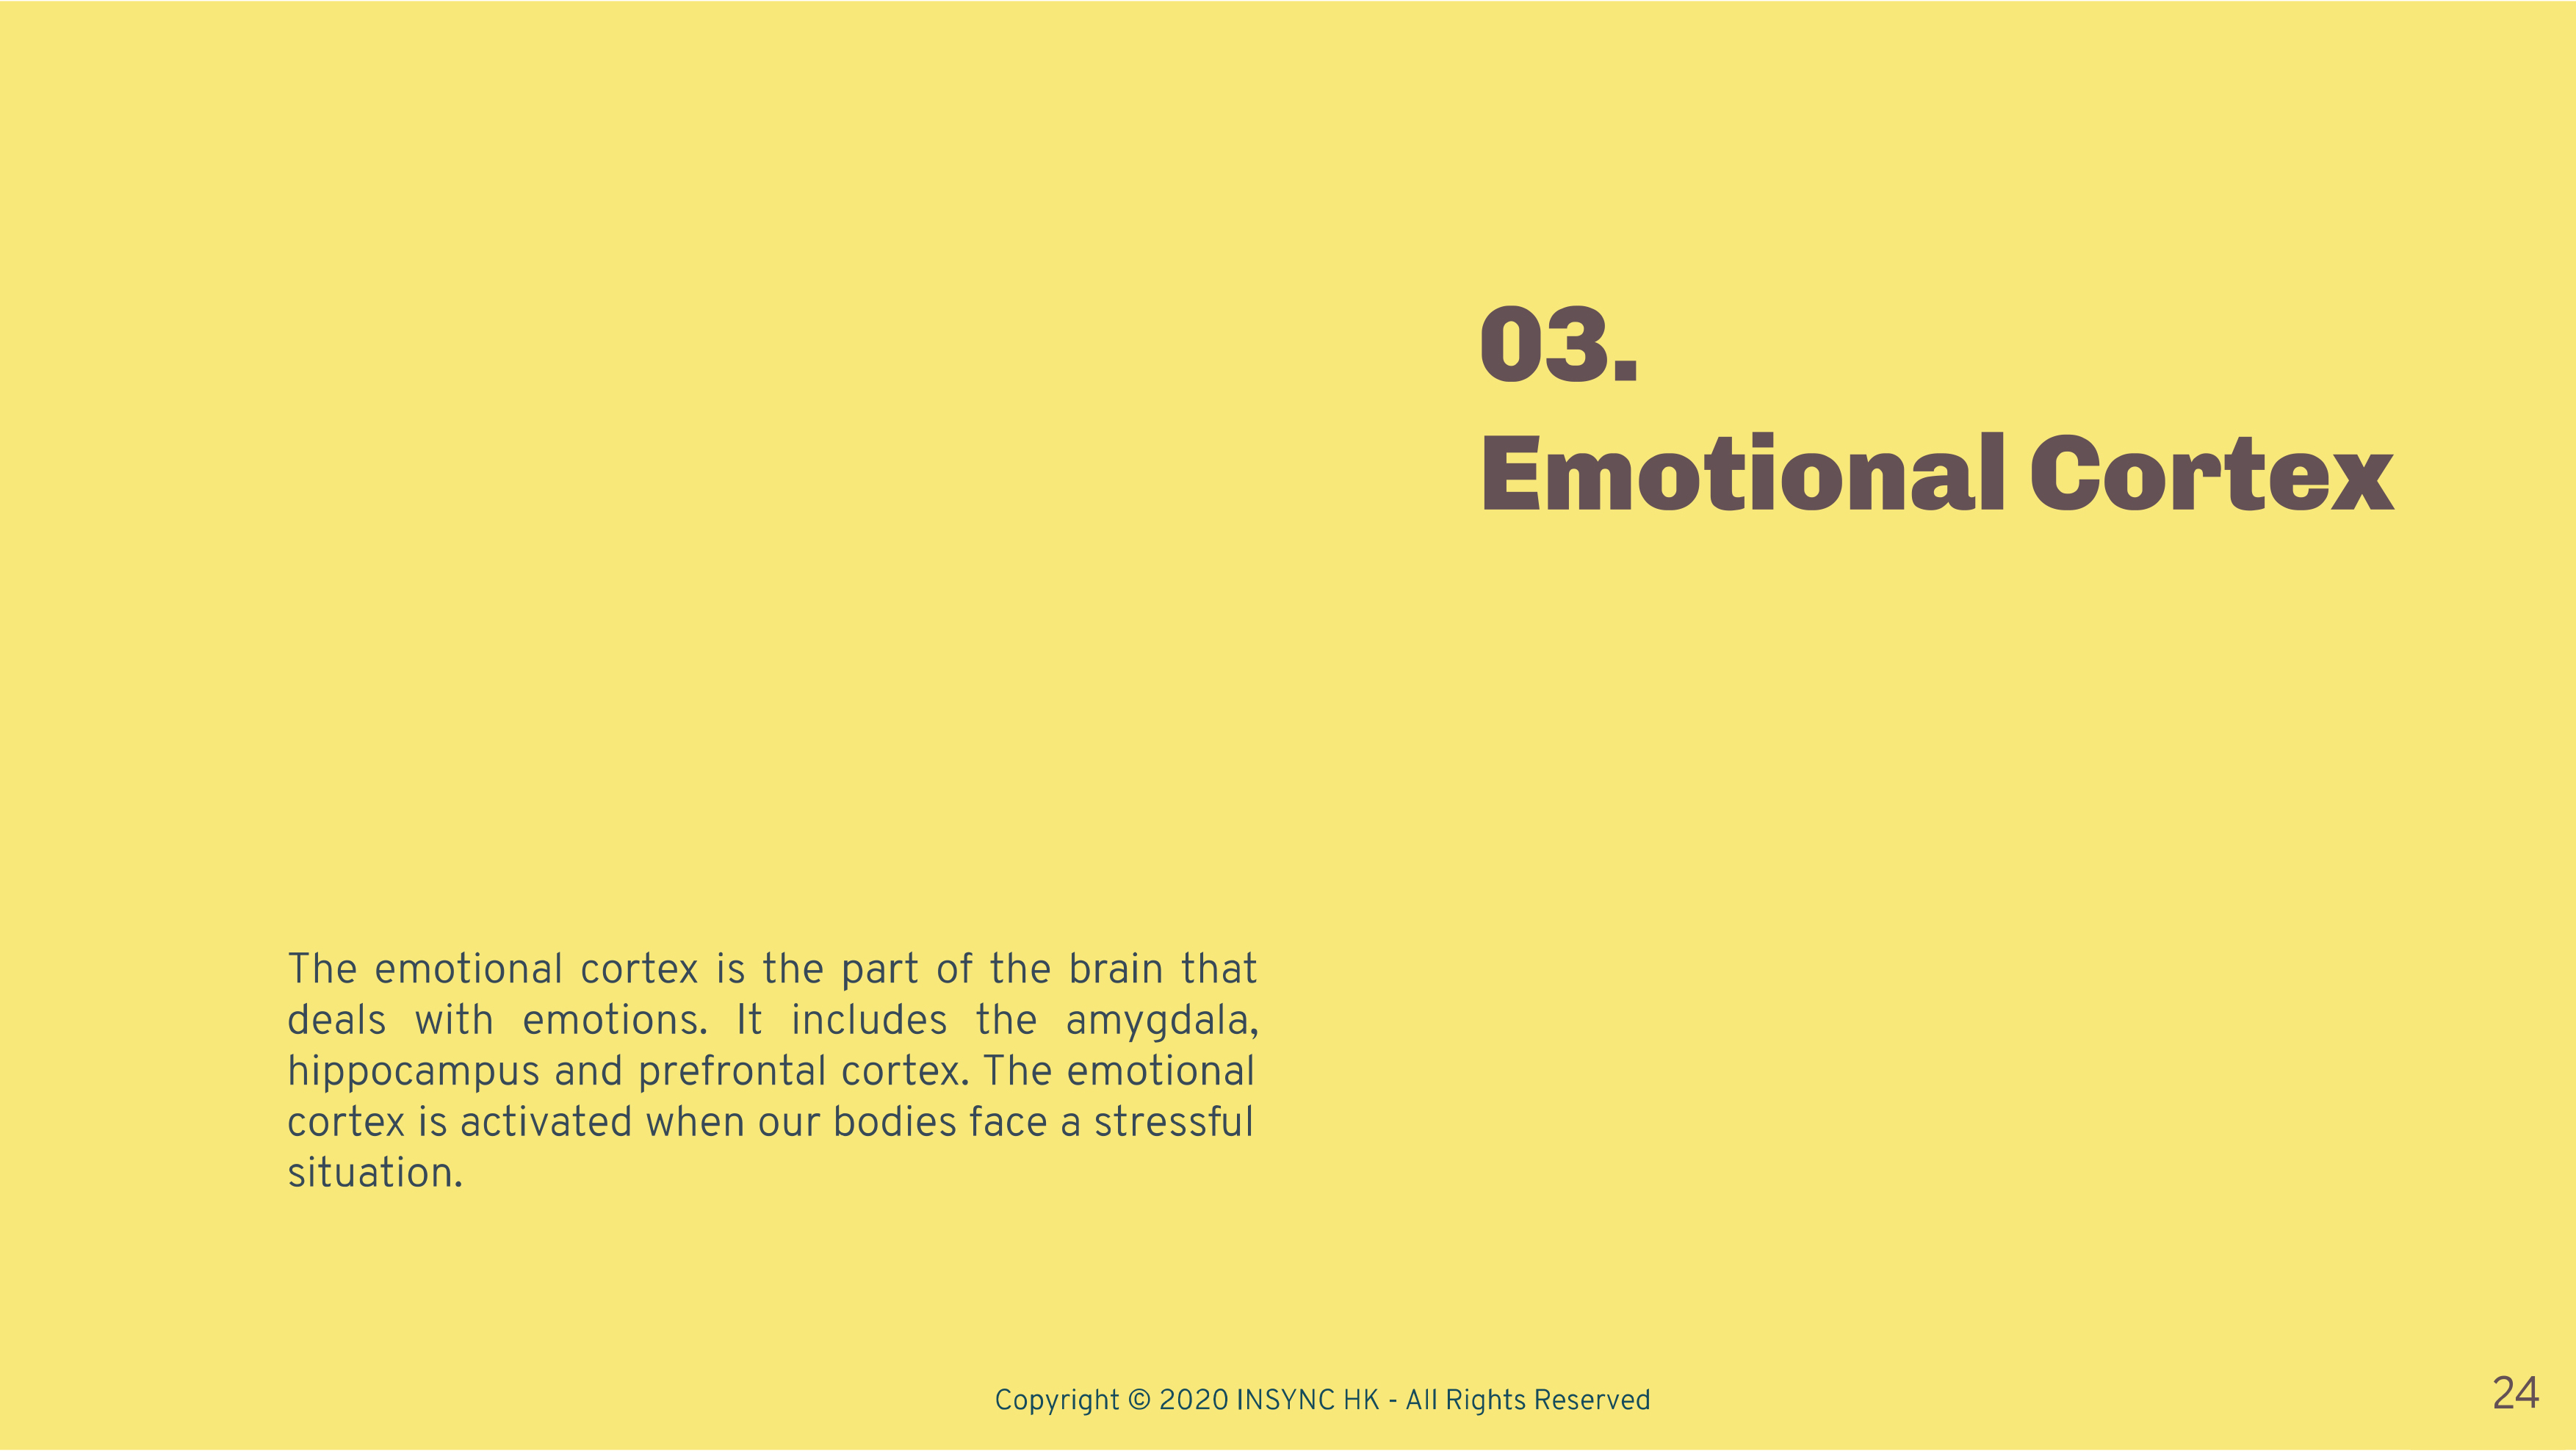 03.
Emotional Cortex
The emotional cortex is the part of the brain that
deals with emotions. It includes the amygdala,
hippocampus and prefrontal cortex. The emotional
cortex is activated when our bodies face a stressful
situation.
Copyright © 2020 INSYNC HK - All Rights Reserved
24